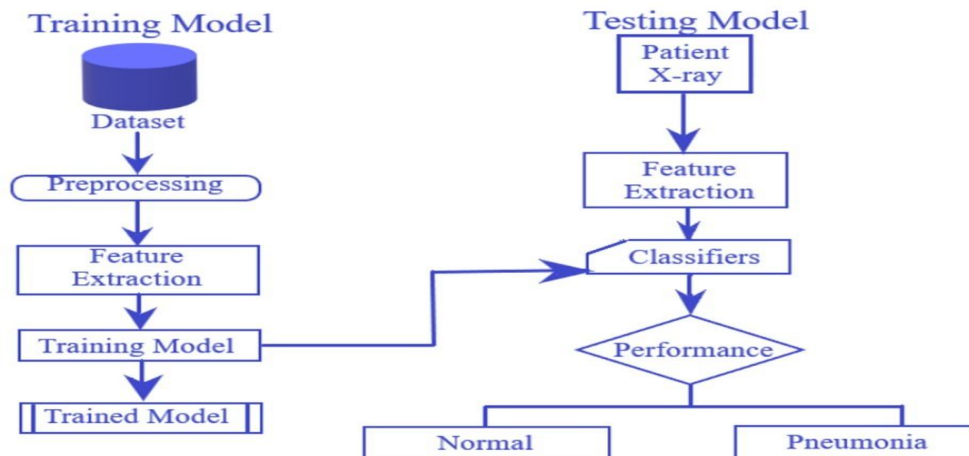 Training Model
Dataset
Preprocessing
Feature
Extraction
Training Model
Trained Model
Testing Model
Patient
X-ray
Feature
Extraction
Classifiers
Performance
Normal
Pneumonia